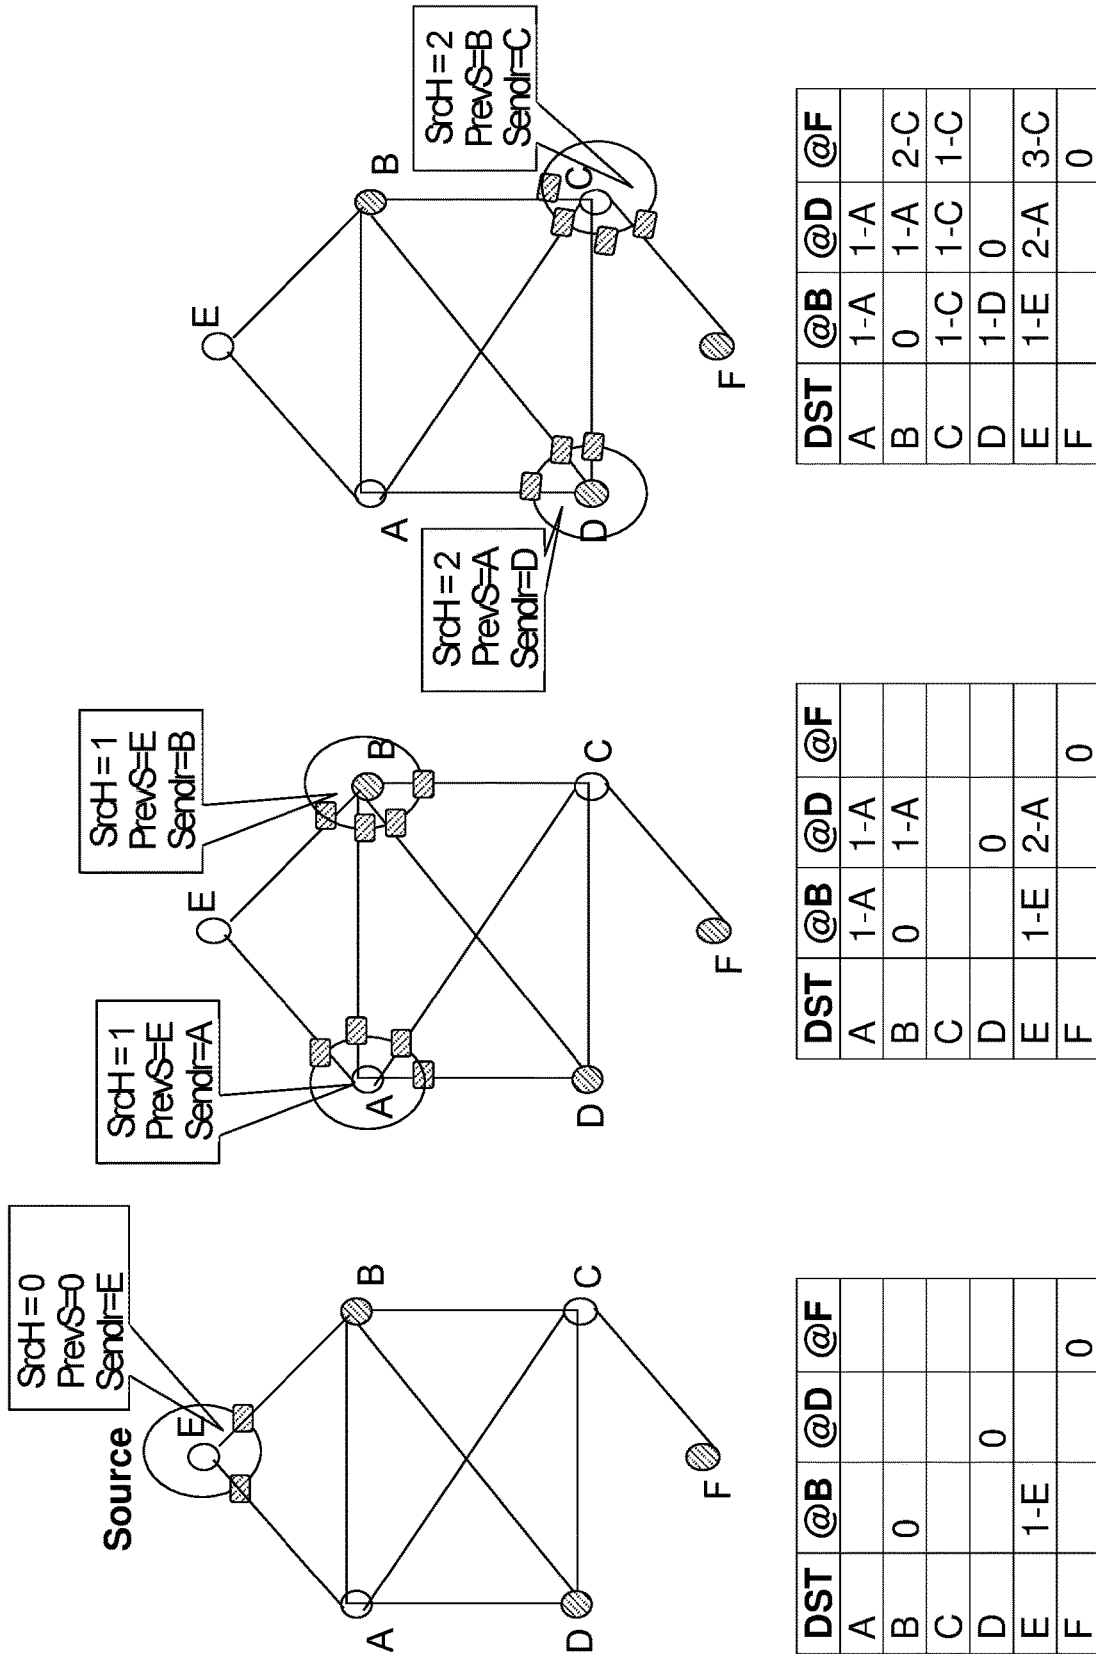 SrcH = 0
PrevS=0
Sendr=E
Source
E
A
B
D
C
F
DST @B @D @F
A
B 0
C
D 0
E 1-E
F 0
SrcH = 1
PrevS=E
Sendr=A
SrcH = 1
PrevS=E
Sendr=B
E
A
B
D
C
F
DST @B @D @F
A 1-A 1-A
B 0 1-A
C
D 0
E 1-E 2-A
F 0
SrcH = 2
PrevS=A
Sendr=D
SrcH = 2
PrevS=B
Sendr=C
E
A
B
D
C
F
DST @B @D @F
A 1-A 1-A
B 0 1-A 2-C
C 1-C 1-C 1-C
D 1-D 0
E 1-E 2-A 3-C
F 0